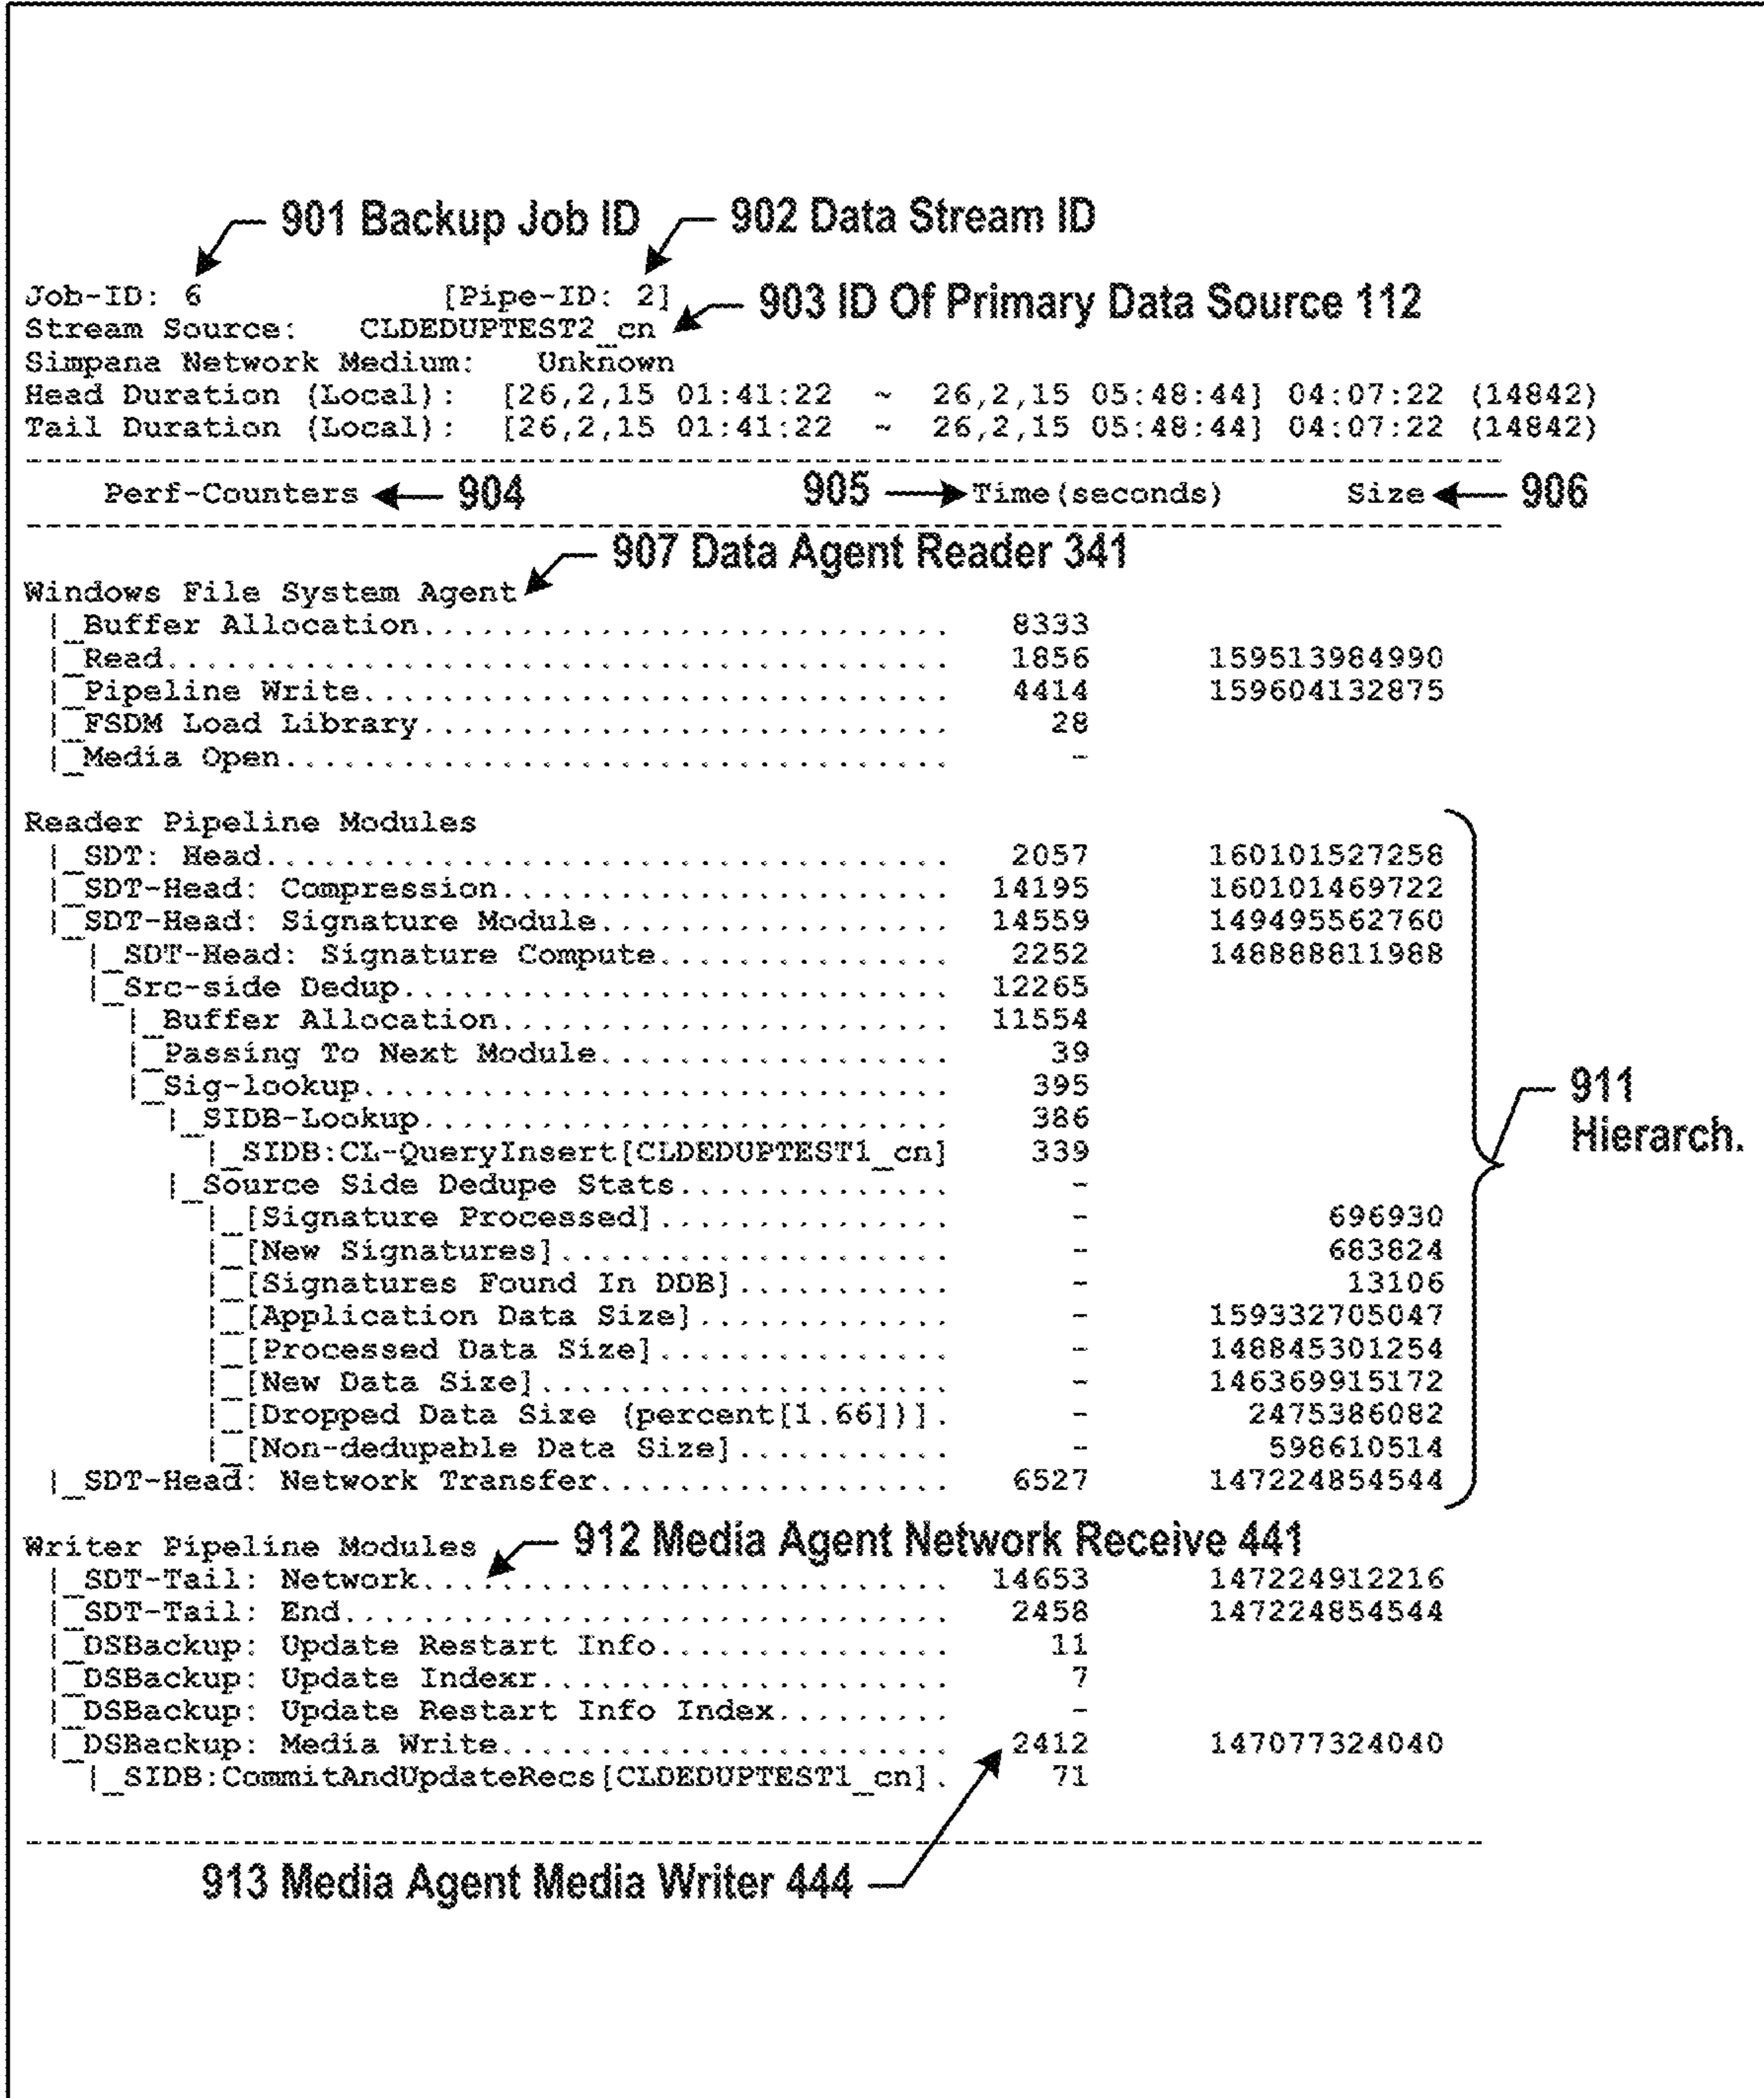 901 Backup Job ID 902 Data Stream ID
Job-ID: 6 [Pipe-ID: 2] 903 ID Of Primary Data Source 112
Stream Source: CLDEDUPTEST2_cn
Simpana Network Medium: Unknown
Head Duration (Local): [26,2,15 01:41:22 ~ 26,2,15 05:48:44] 04:07:22 (14842)
Tail Duration (Local): [26,2,15 01:41:22 ~ 26,2,15 05:48:44] 04:07:22 (14842)
Perf-Counters 904 905 Time(seconds) Size 906
907 Data Agent Reader 341
Windows File System Agent
|_Buffer Allocation........................... 8333
|_Read........................................ 1856 159513984990
|_Pipeline Write.............................. 4414 159604132875
|_FSDM Load Library........................... 28
|_Media Open.................................. -
Reader Pipeline Modules
|_SDT: Head................................... 2057 160101527258
|_SDT-Head: Compression....................... 14195 160101469722
|_SDT-Head: Signature Module.................. 14559 149495562760
|_SDT-Head: Signature Compute............... 2252 148888811988
|_Src-side Dedup............................ 12265
|_Buffer Allocation....................... 11554
|_Passing To Next Module.................. 39
|_Sig-lookup.............................. 395
|_SIDB-Lookup........................... 386
|_SIDB:CL-QueryInsert[CLDEDUPTEST1_cn] 339
911
Hierarch.
|_Source Side Dedupe Stats.............. -
|_[Signature Processed]............... - 696930
|_[New Signatures].................... - 683824
|_[Signatures Found In DDB]........... - 13106
|_[Application Data Size]............. - 159332705047
|_[Processed Data Size]............... - 148845301254
|_[New Data Size]..................... - 146369915172
|_[Dropped Data Size (percent[1.66])]. - 2475386082
|_[Non-dedupable Data Size]........... - 598610514
|_SDT-Head: Network Transfer.................. 6527 147224854544
Writer Pipeline Modules 912 Media Agent Network Receive 441
|_SDT-Tail: Network........................... 14653 147224912216
|_SDT-Tail: End............................... 2458 147224854544
|_DSBackup: Update Restart Info............... 11
|_DSBackup: Update Indexr..................... 7
|_DSBackup: Update Restart Info Index......... -
|_DSBackup: Media Write....................... 2412 147077324040
|_SIDB:CommitAndUpdateRecs[CLDEDUPTEST1_cn]. 71
913 Media Agent Media Writer 444